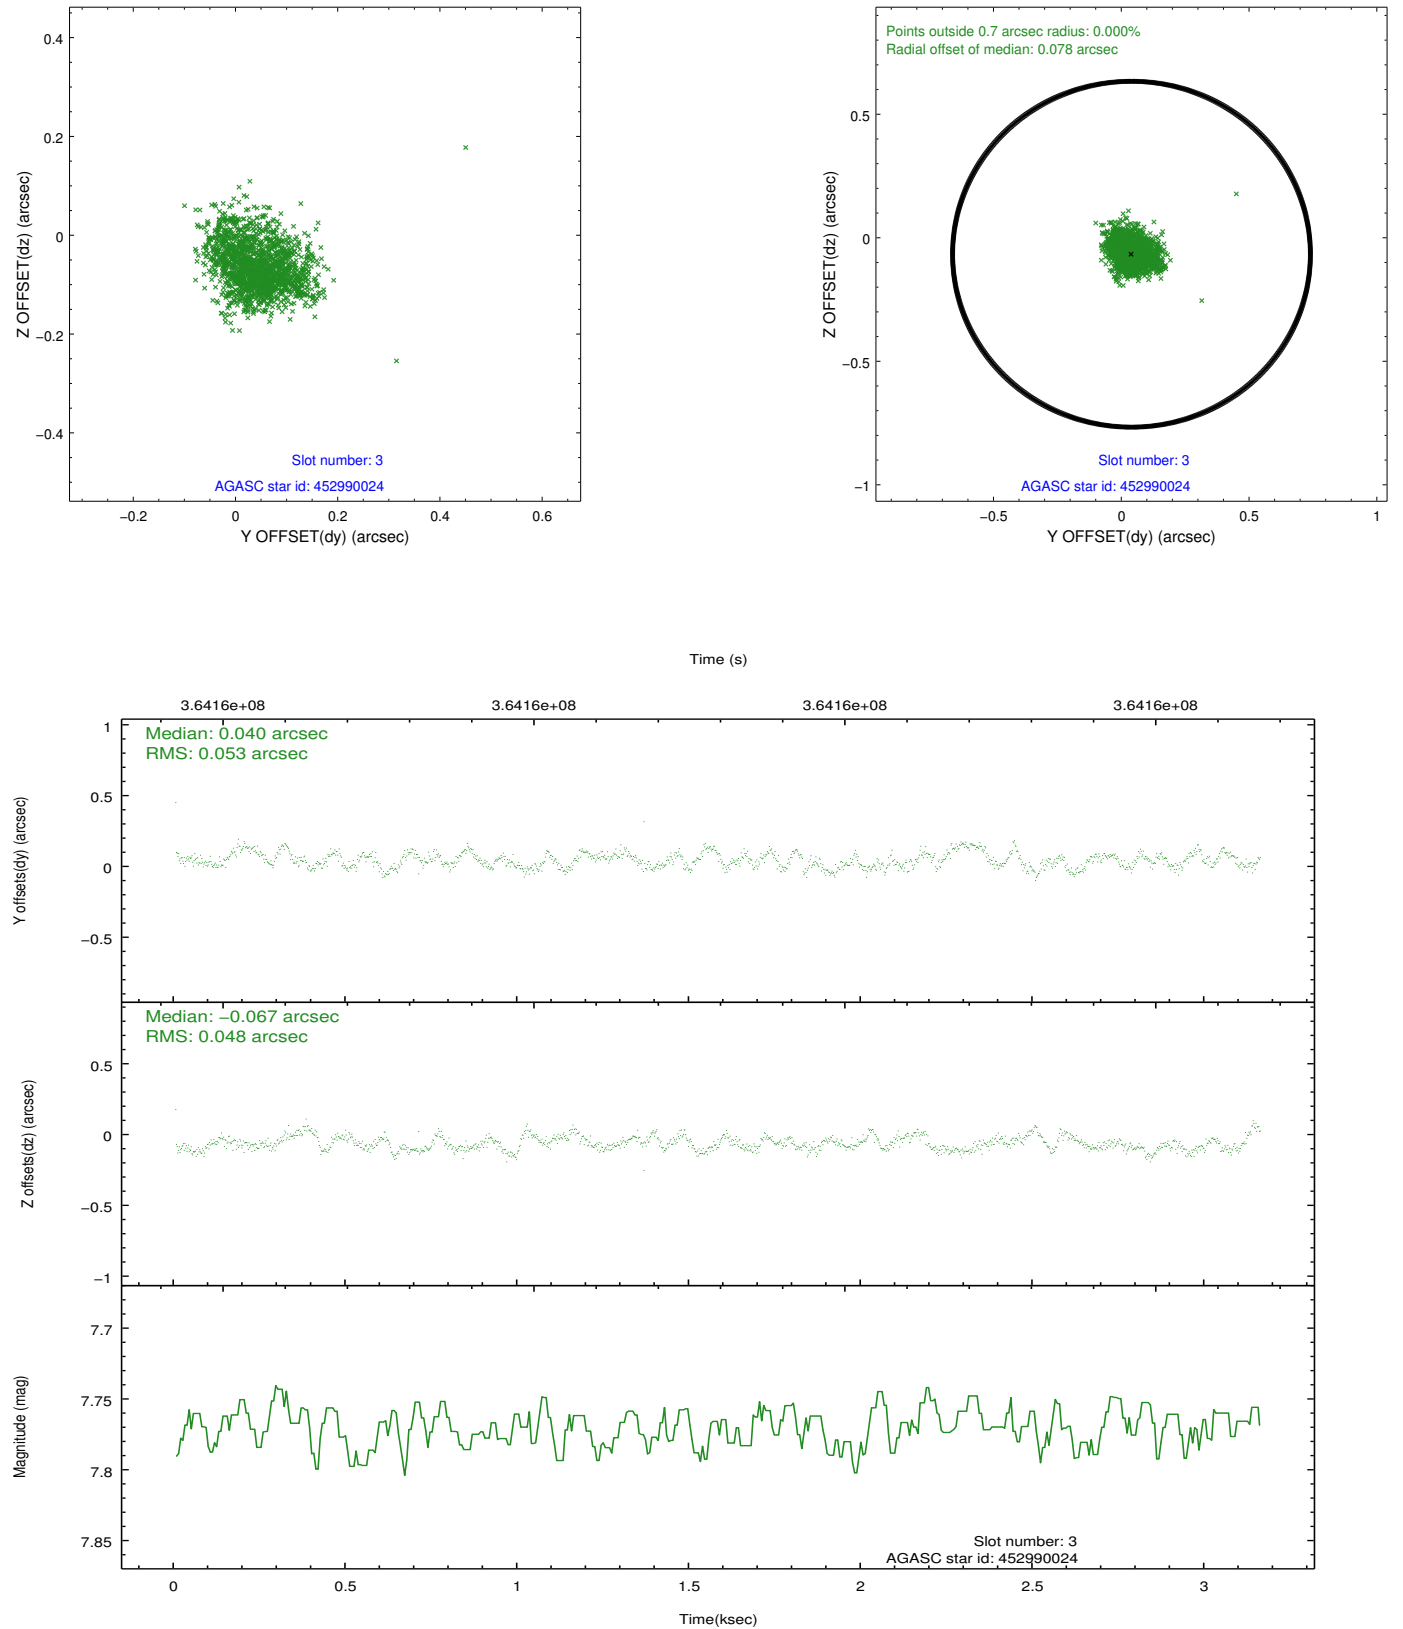 0.4
0.2
0
−0.2
−0.4
Z OFFSET(dz) (arcsec)
Slot number: 3
AGASC star id: 452990024
−0.2 0 0.2 0.4 0.6
Y OFFSET(dy) (arcsec)
Points outside 0.7 arcsec radius: 0.000%
Radial offset of median: 0.078 arcsec
0.5
0
−0.5
−1
Z OFFSET(dz) (arcsec)
Slot number: 3
AGASC star id: 452990024
−0.5 0 0.5 1
Y OFFSET(dy) (arcsec)
Time (s)
3.6416e+08 3.6416e+08 3.6416e+08 3.6416e+08
Median: 0.040 arcsec
RMS: 0.053 arcsec
1
0.5
0
−0.5
Y offsets(dy) (arcsec)
Median: −0.067 arcsec
RMS: 0.048 arcsec
0.5
0
−0.5
−1
Z offsets(dz) (arcsec)
7.7
7.75
7.8
7.85
Magnitude (mag)
Slot number: 3
AGASC star id: 452990024
0 0.5 1 1.5 2 2.5 3
Time(ksec)